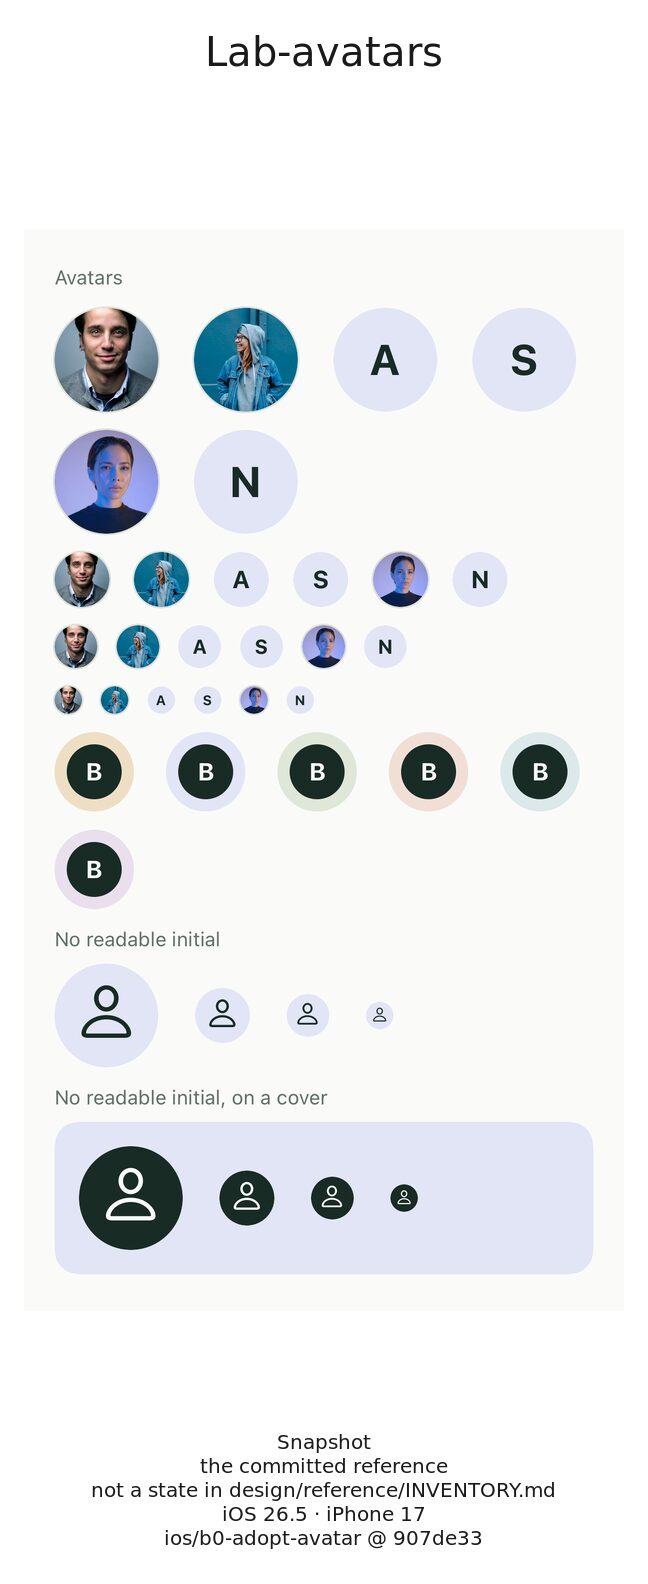 Lab-avatars
Avatars
A S
N
A S N
A S N
A S N
B B B B B
B
No readable initial
No readable initial, on a cover
Snapshot
the committed reference
not a state in design/reference/INVENTORY.md
iOS 26.5 · iPhone 17
ios/b0-adopt-avatar @ 907de33